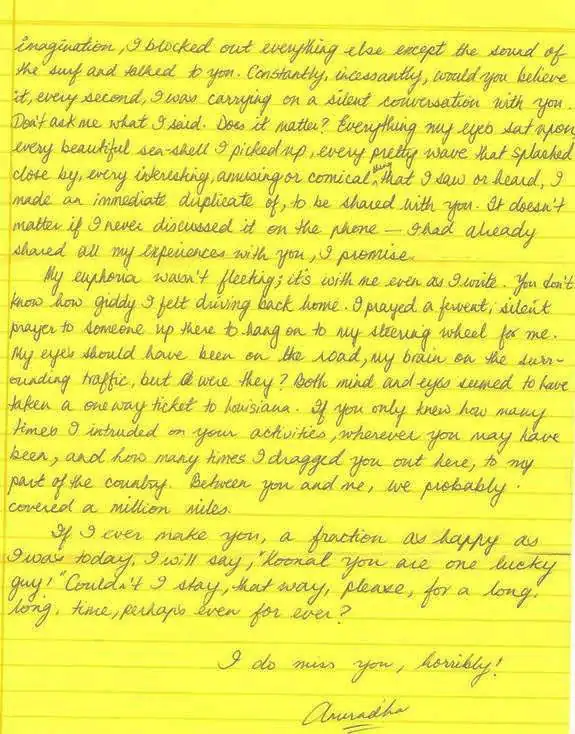 imagination, I blocked out everything else except the sound of
the surf and talked to you. Constantly, incessantly, would you believe
it, every second, I was carrying on a silent conversation with you.
Don't ask me what I said. Does it matter? Everything my eyes sat upon
every beautiful sea-shell I picked up, every pretty wave that splashed
close by, every interesting, amusing or comical thing that I saw or heard, I
made an immediate duplicate of, to be shared with you. It doesn't
matter if I never discussed it on the phone — I had already
shared all my experiences with you, I promise.
My euphoria wasn't fleeting; it's with me even as I write. You don't
know how giddy I felt driving back home. I prayed a fervent, silent
prayer to someone up there to hang on to my steering wheel for me.
My eyes should have been on the road, my brain on the surr-
ounding traffic, but were they? Both mind and eyes seemed to have
taken a one way ticket to Louisiana. If you only knew how many
times I intruded on your activities, wherever you may have
been, and how many times I dragged you out here, to my
part of the country. Between you and me, we probably
covered a million miles.
If I ever make you, a fraction as happy as
I was today, I will say, "Koonal you are one lucky
guy!" Couldn't I stay, that way, please, for a long,
long, time, perhaps even for ever?
I do miss you, horribly!
Anuradha